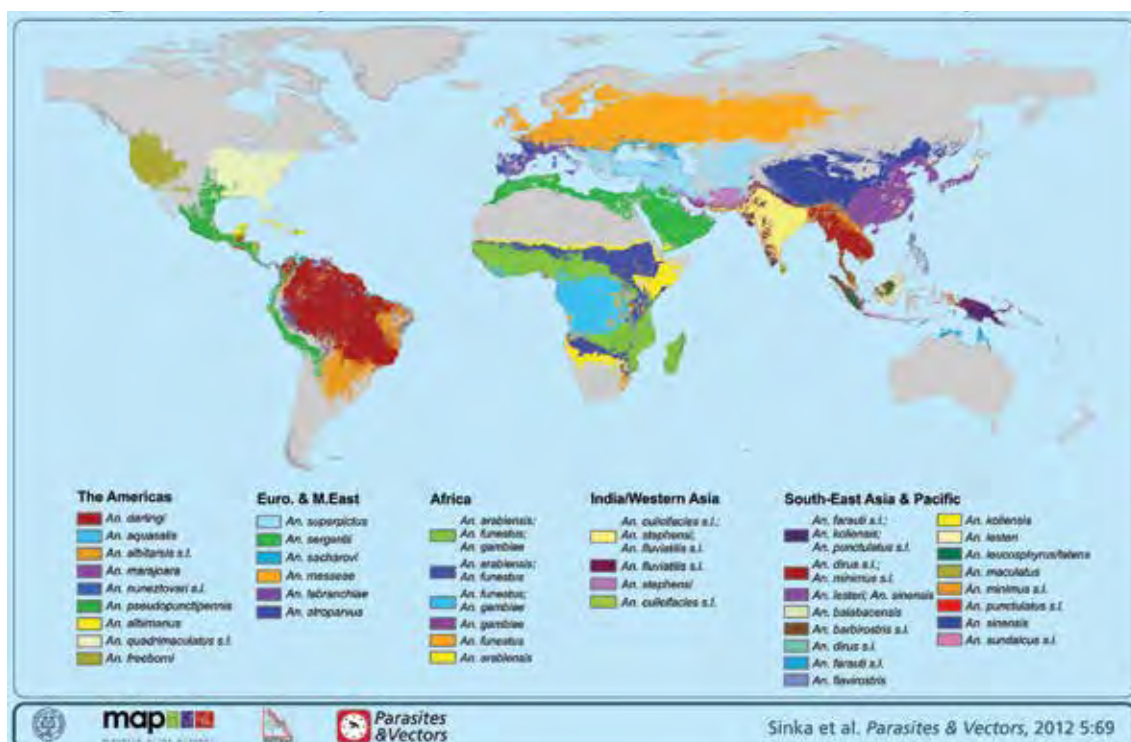 The Americas
An. darlingi
An. aquasalis
An. albitarsis s.l.
An. marajoara
An. nuneztovari s.l.
An. pseudopunctipennis
An. albimanus
An. quadrimaculatus s.l.
An. freeborni
Euro. & M.East
An. superpictus
An. sergentii
An. sacharovi
An. messeae
An. labranchiae
An. atroparvus
Africa
An. arabiensis;
An. funestus;
An. gambiae
An. arabiensis;
An. funestus
An. funestus;
An. gambiae
An. gambiae
An. funestus
An. arabiensis
India/Western Asia
An. culicifacies s.l.;
An. stephensi;
An. fluviatilis s.l.
An. fluviatilis s.l.
An. stephensi
An. culicifacies s.l.
South-East Asia & Pacific
An. farauti s.l.;
An. koliensis;
An. punctulatus s.l.
An. dirus s.l.;
An. minimus s.l.
An. lesteri; An. sinensis
An. balabacensis
An. barbirostris s.l.
An. dirus s.l.
An. farauti s.l.
An. flavirostris
An. koliensis
An. lesteri
An. leucosphyrus/latens
An. maculatus
An. minimus s.l.
An. punctulatus s.l.
An. sinensis
An. sundaicus s.l.
map
Parasites
&Vectors
Sinka et al. Parasites & Vectors, 2012 5:69